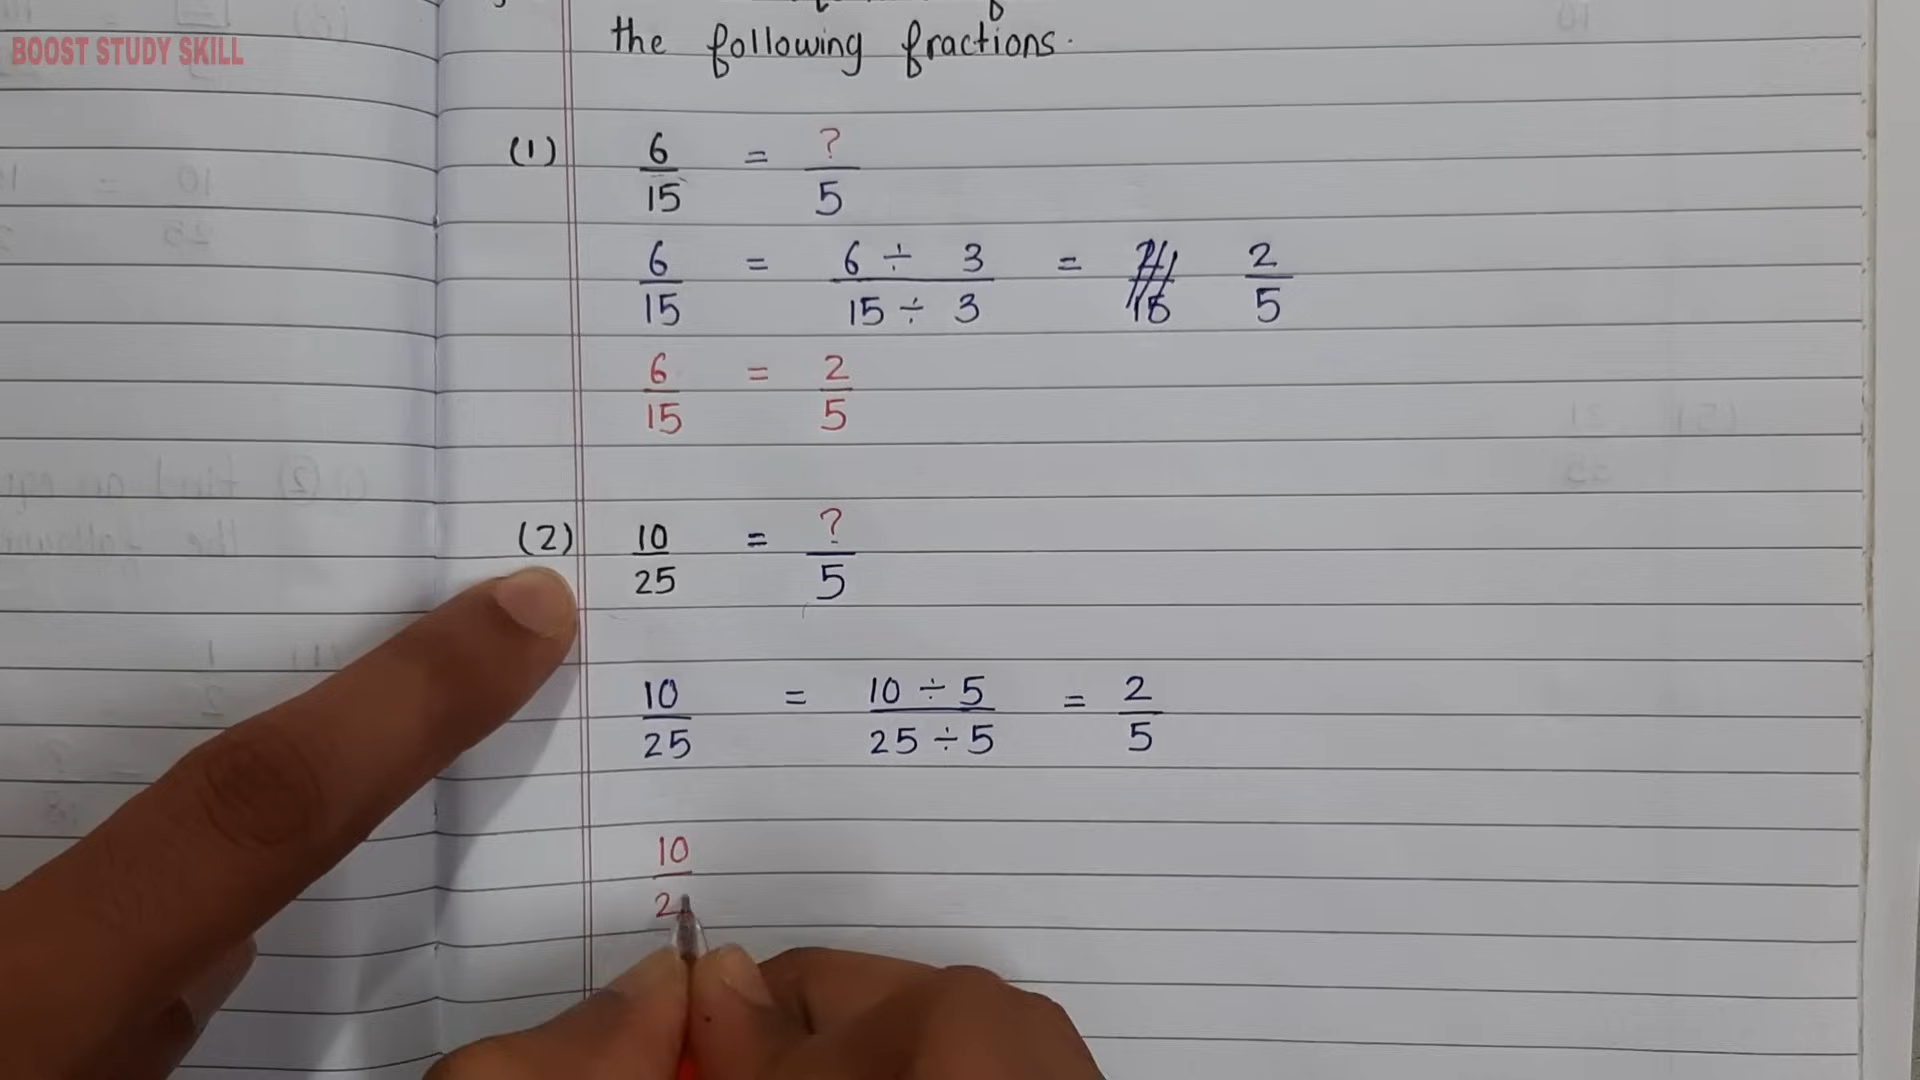 BOOST STUDY SKILL
the following fractions.
(1) 6/15 = ?/5
6/15 = 6 ÷ 3/15 ÷ 3 = 2/5
6/15 = 2/5
(2) 10/25 = ?/5
10/25 = 10 ÷ 5/25 ÷ 5 = 2/5
10/2